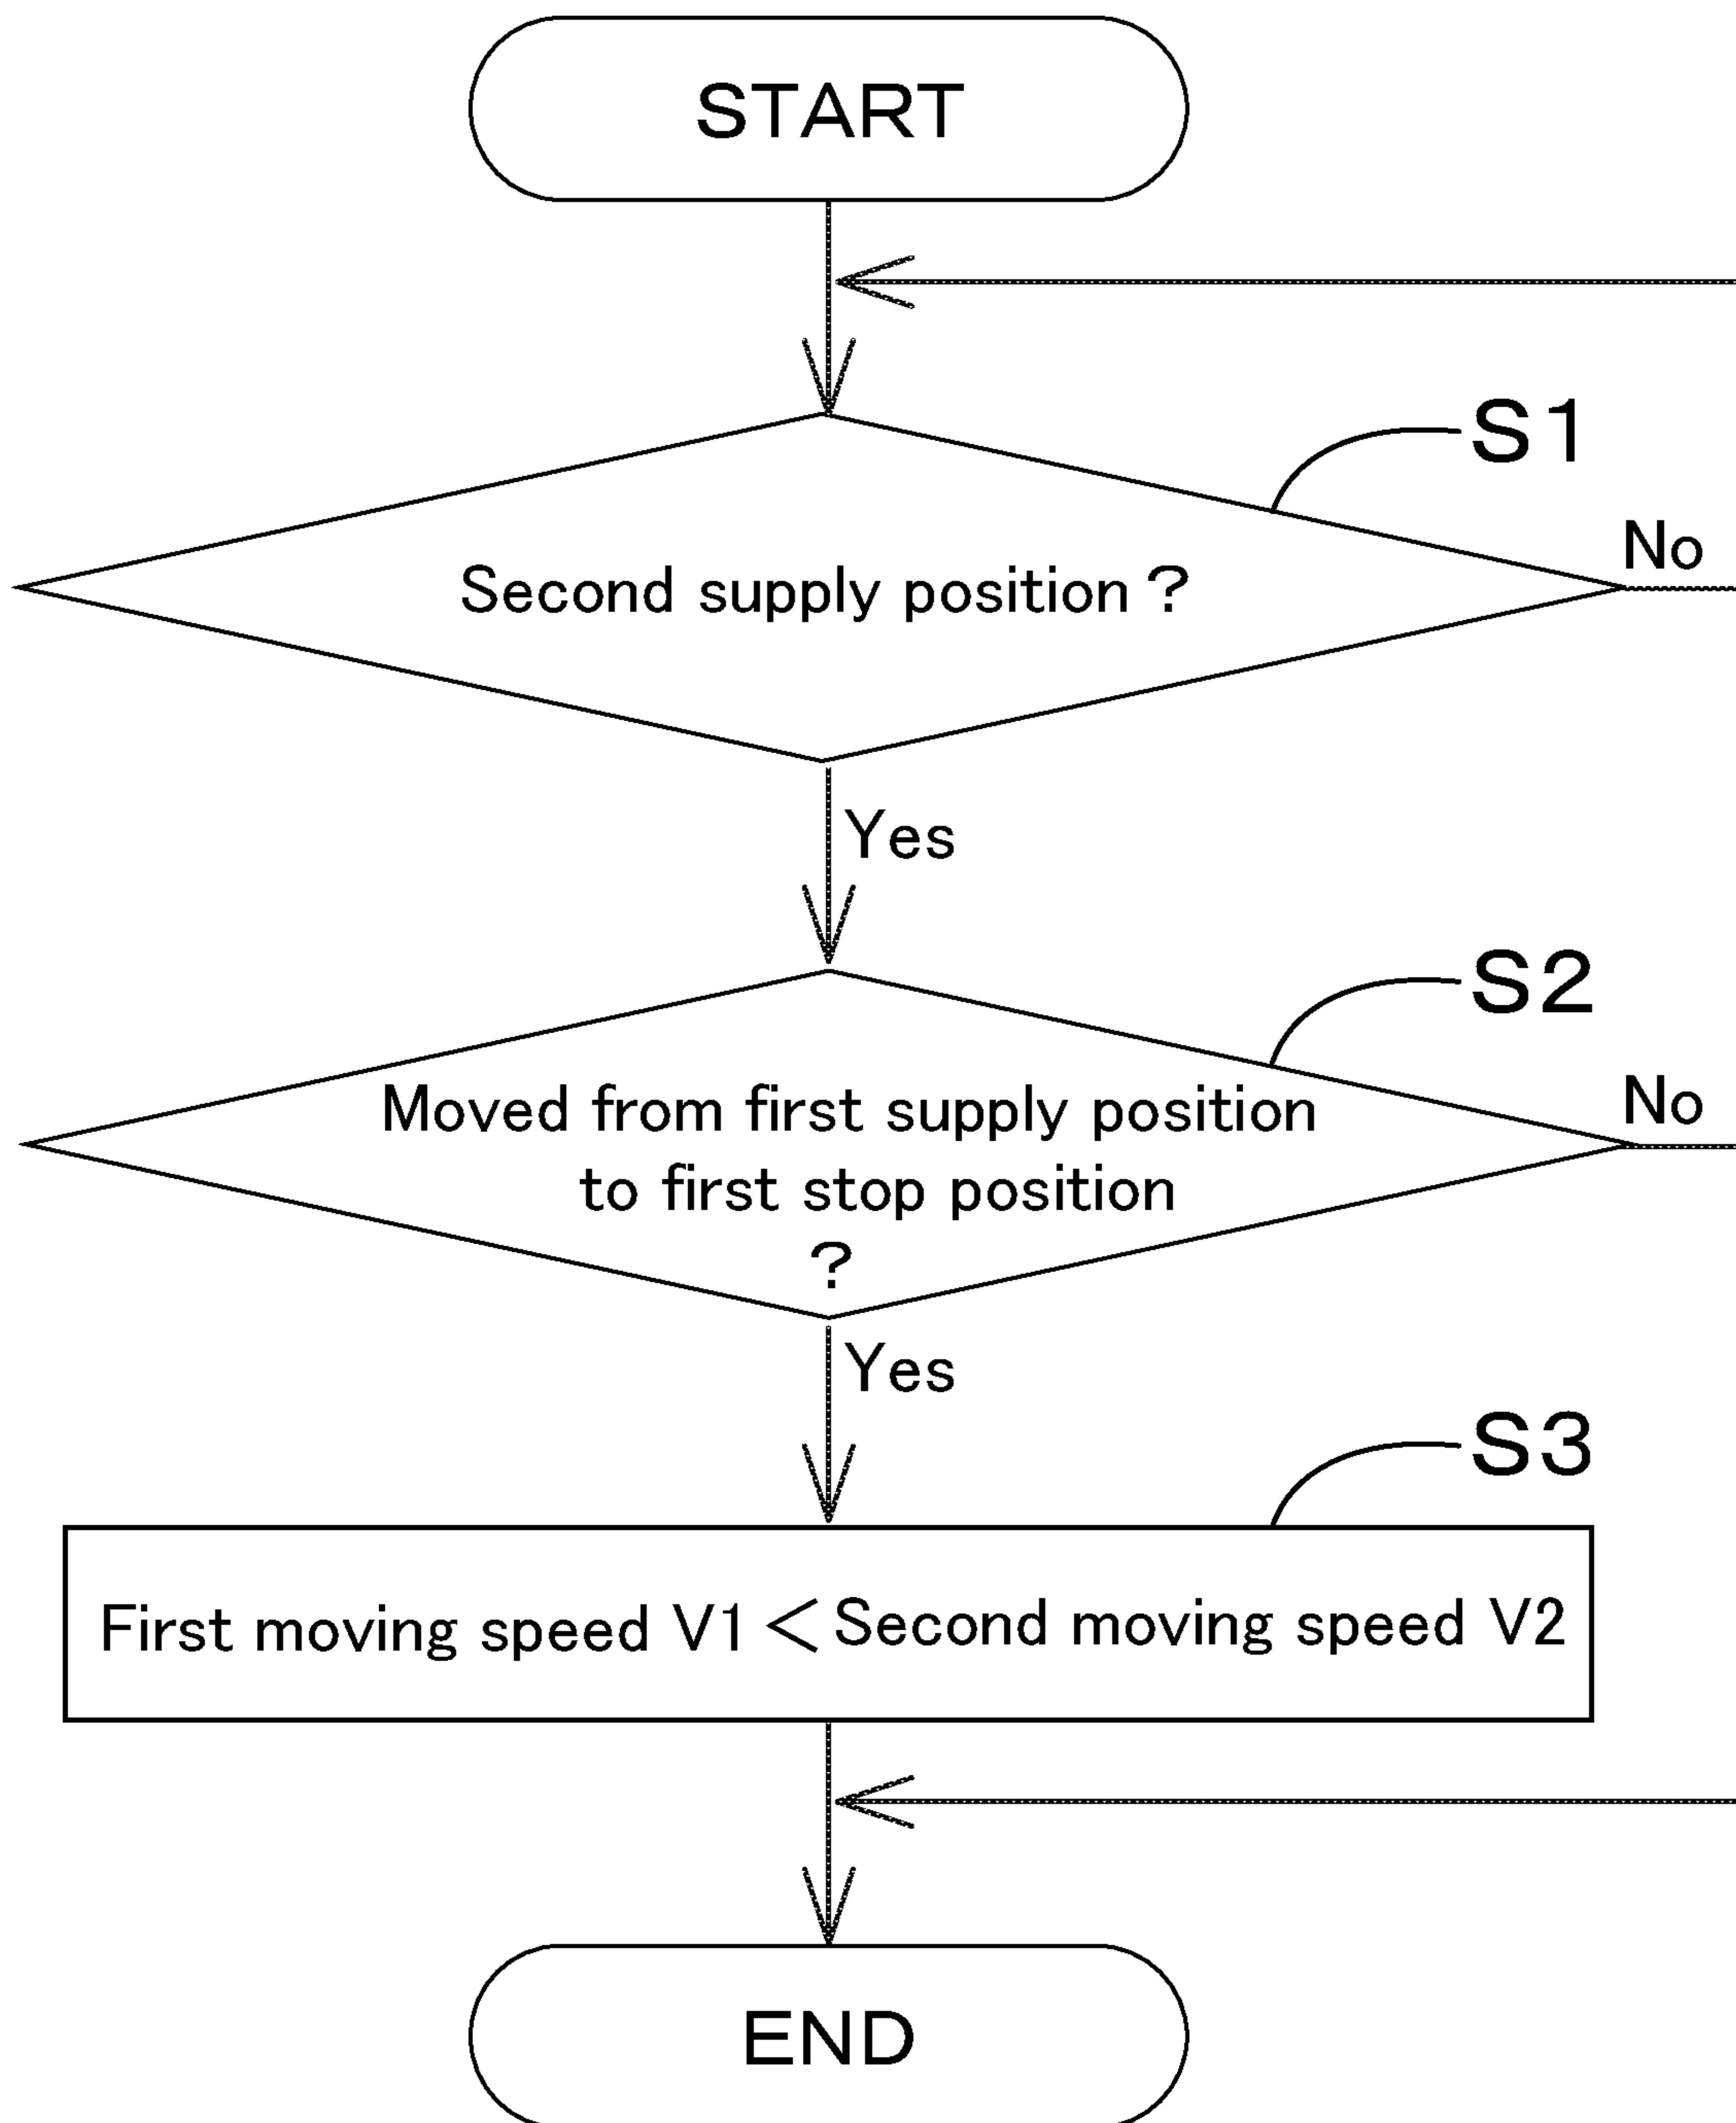 START
S1
No
Second supply position ?
Yes
S2
No
Moved from first supply position
to first stop position
?
Yes
S3
First moving speed V1 < Second moving speed V2
END